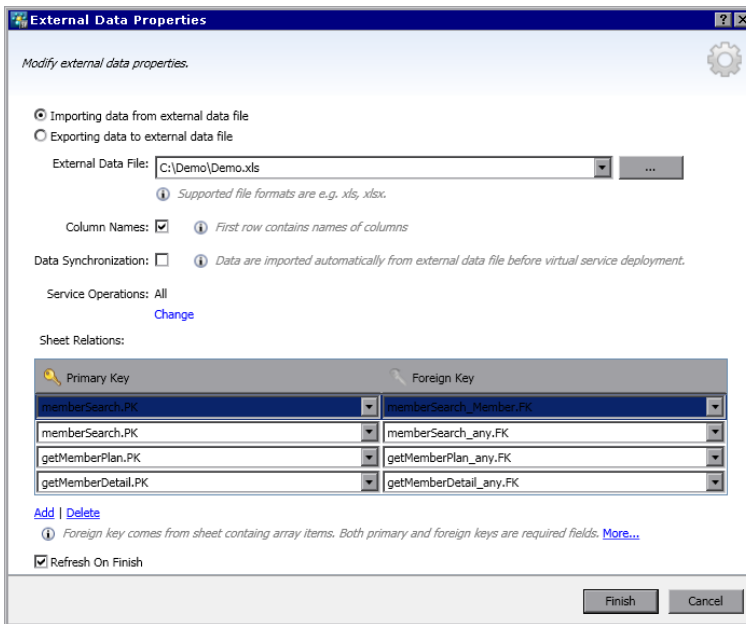 External Data Properties
? X
Modify external data properties.
Importing data from external data file
Exporting data to external data file
External Data File: C:\Demo\Demo.xls ...
Supported file formats are e.g. xls, xlsx.
Column Names: First row contains names of columns
Data Synchronization: Data are imported automatically from external data file before virtual service deployment.
Service Operations: All
Change
Sheet Relations:
Primary Key Foreign Key
memberSearch.PK memberSearch_Member.FK
memberSearch.PK memberSearch_any.FK
getMemberPlan.PK getMemberPlan_any.FK
getMemberDetail.PK getMemberDetail_any.FK
Add | Delete
Foreign key comes from sheet containg array items. Both primary and foreign keys are required fields. More...
Refresh On Finish
Finish Cancel